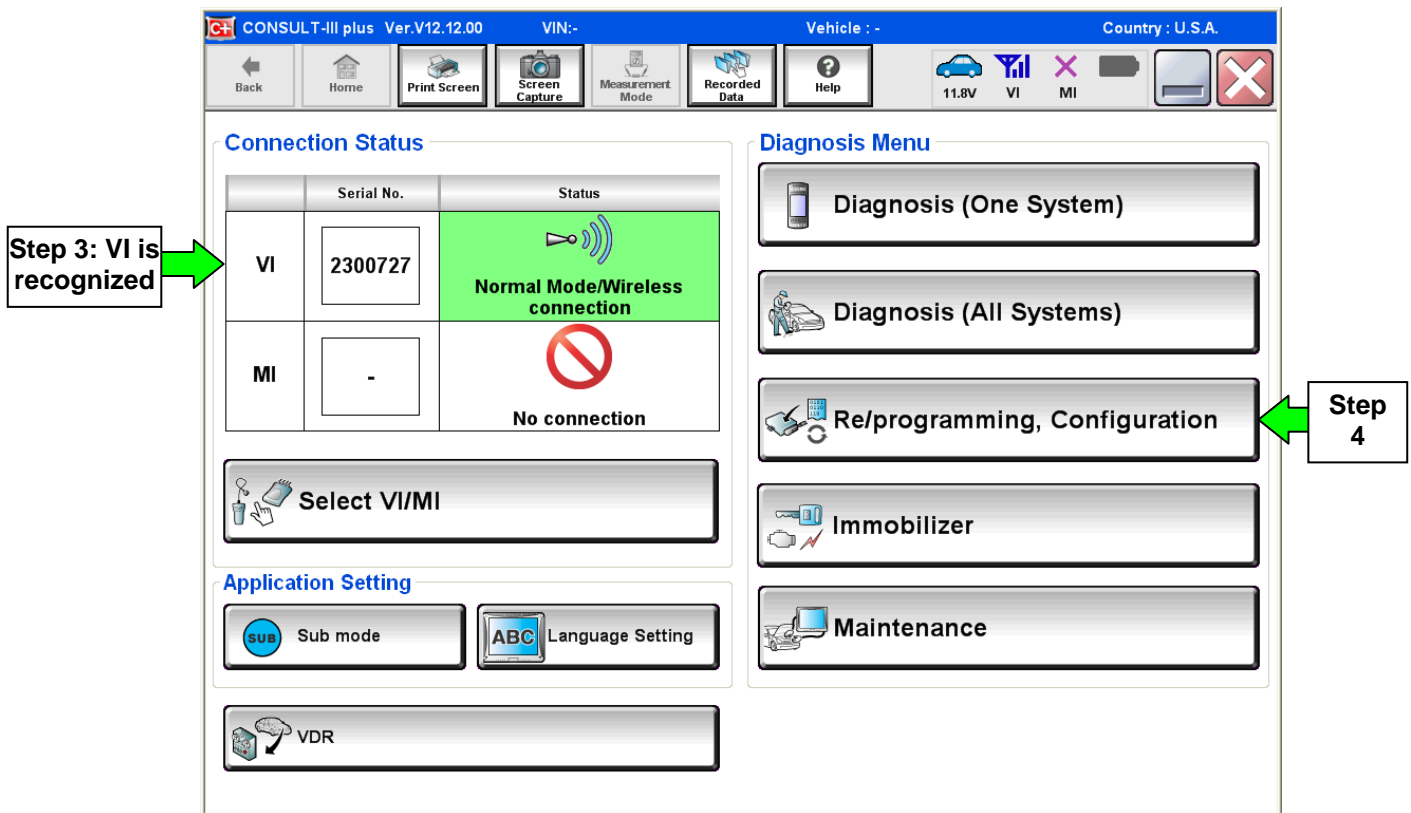 CONSULT-III plus Ver.V12.12.00 VIN:- Vehicle : - Country : U.S.A.
Back
Home
Print Screen
Screen
Capture
Measurement
Mode
Recorded
Data
Help
11.8V
VI
MI
Connection Status
Serial No. Status
VI
2300727
Normal Mode/Wireless
connection
MI
-
No connection
Select VI/MI
Application Setting
SUB
Sub mode
ABC
Language Setting
VDR
Diagnosis Menu
Diagnosis (One System)
Diagnosis (All Systems)
Re/programming, Configuration
Immobilizer
Maintenance
Step 3: VI is
recognized
Step
4